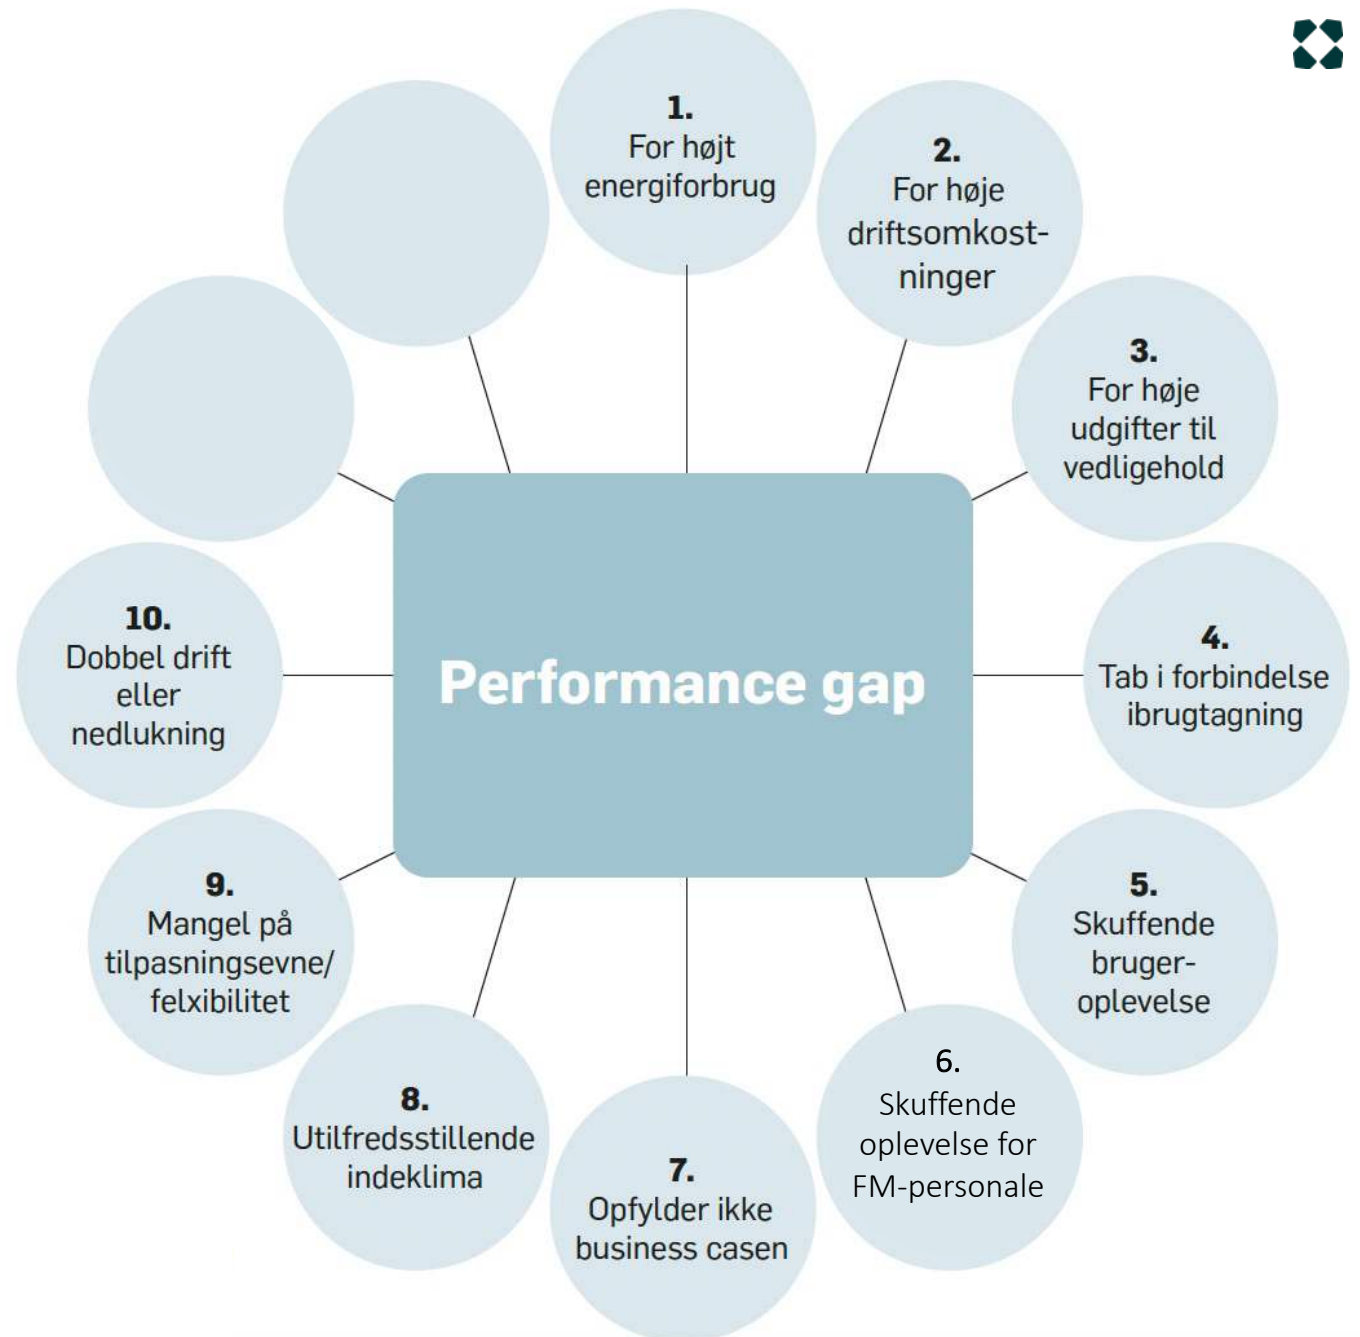 1.
For højt
energiforbrug
2.
For høje
driftsomkost-
ninger
3.
For høje
udgifter til
vedligehold
4.
Tab i forbindelse
ibrugtagning
5.
Skuffende
bruger-
oplevelse
6.
Skuffende
oplevelse for
FM-personale
7.
Opfylder ikke
business casen
8.
Utilfredsstillende
indeklima
9.
Mangel på
tilpasningsevne/
felxibilitet
10.
Dobbel drift
eller
nedlukning
Performance gap